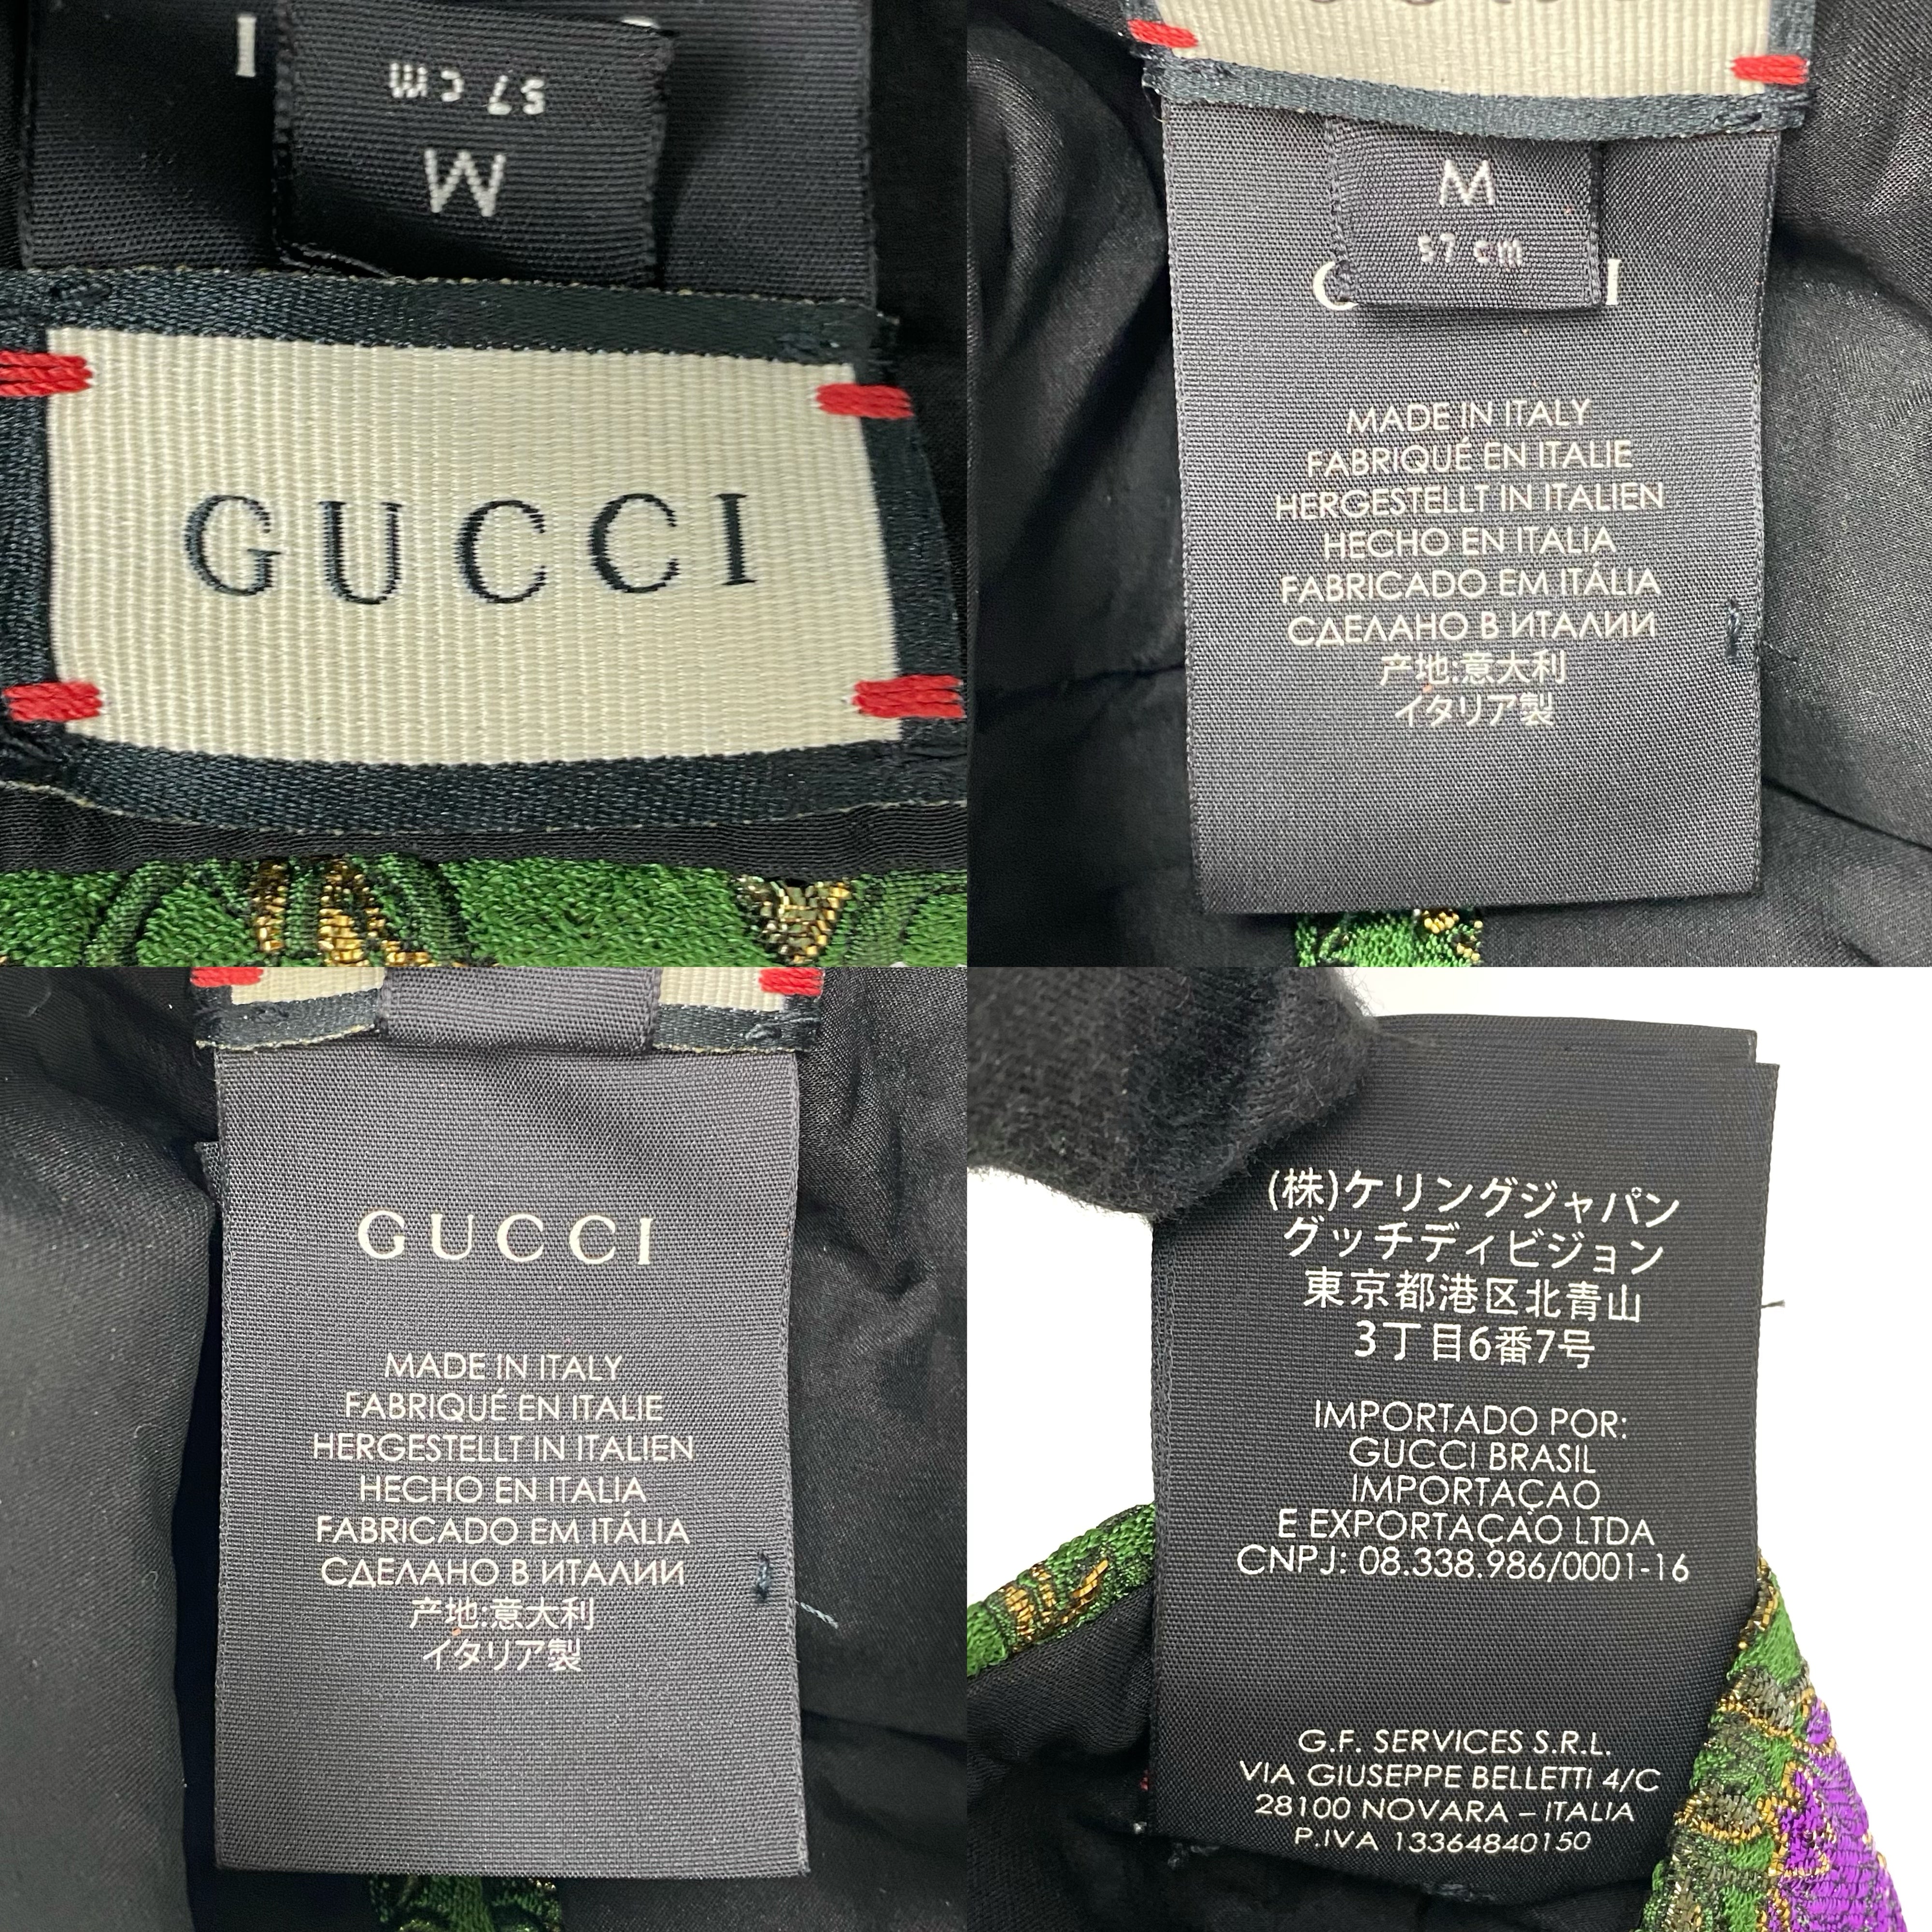 I
57 cm
M
GUCCI
M
57 cm
G I
MADE IN ITALY
FABRIQUÉ EN ITALIE
HERGESTELLT IN ITALIEN
HECHO EN ITALIA
FABRICADO EM ITÁLIA
СДЕЛАНО В ИТАЛИИ
产地:意大利
イタリア製
GUCCI
MADE IN ITALY
FABRIQUÉ EN ITALIE
HERGESTELLT IN ITALIEN
HECHO EN ITALIA
FABRICADO EM ITÁLIA
СДЕЛАНО В ИТАЛИИ
产地:意大利
イタリア製
(株)ケリングジャパン
グッチディビジョン
東京都港区北青山
3丁目6番7号
IMPORTADO POR:
GUCCI BRASIL
IMPORTAÇAO
E EXPORTAÇAO LTDA
CNPJ: 08.338.986/0001-16
G.F. SERVICES S.R.L.
VIA GIUSEPPE BELLETTI 4/C
28100 NOVARA – ITALIA
P.IVA 13364840150